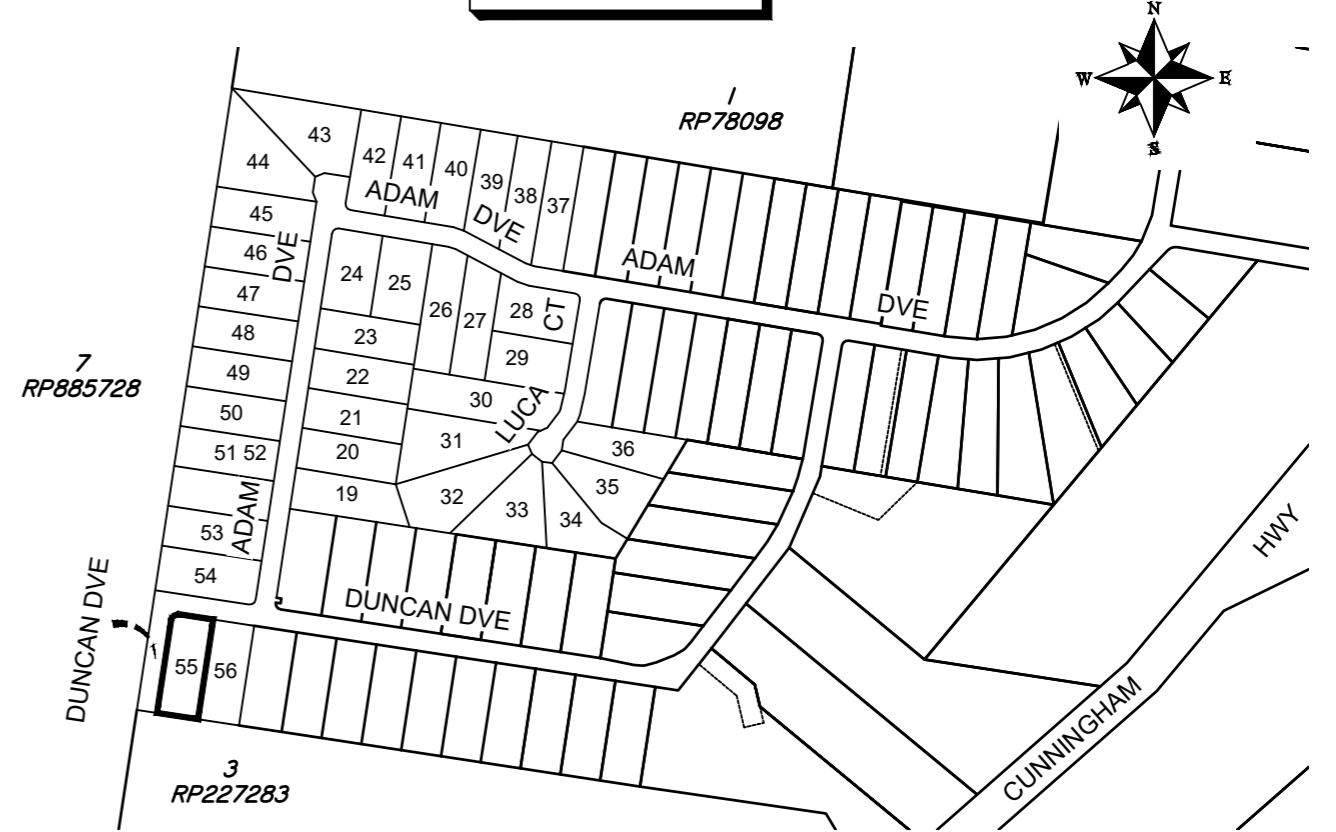 N
W
E
S
1
RP78098
43
42
41
40
39
38
37
44
ADAM
DVE
45
46
DVE
47
48
49
50
51 52
53
54
ADAM
24
25
26
27
28
CT
23
22
21
20
19
29
30
31
LUCA
32
33
34
35
36
ADAM
DVE
7
RP885728
DUNCAN DVE
DUNCAN DVE
55
56
3
RP227283
CUNNINGHAM
HWY